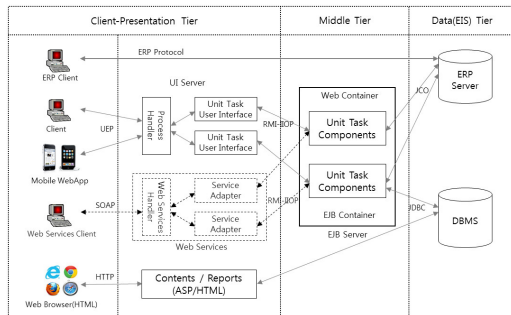 Client-Presentation Tier
Middle Tier
Data(EIS) Tier
ERP Protocol
ERP Client
ERP
Server
UI Server
Web Container
JCO
Process
Handler
Unit Task
User Interface
RMI-IIOP
Unit Task
Components
Client
UEP
Unit Task
User Interface
Mobile WebApp
Unit Task
Components
SOAP
Web Services
Handler
Service
Adapter
RMI-IIOP
EJB Container
JDBC
DBMS
Web Services Client
Service
Adapter
EJB Server
Web Services
HTTP
Contents / Reports
(ASP/HTML)
Web Browser(HTML)